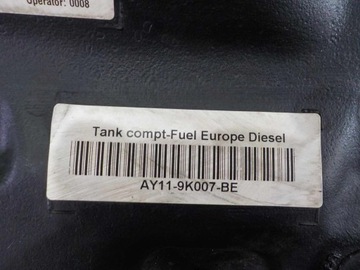 Operator: 0008
Tank compt-Fuel Europe Diesel
AY11-9K007-BE